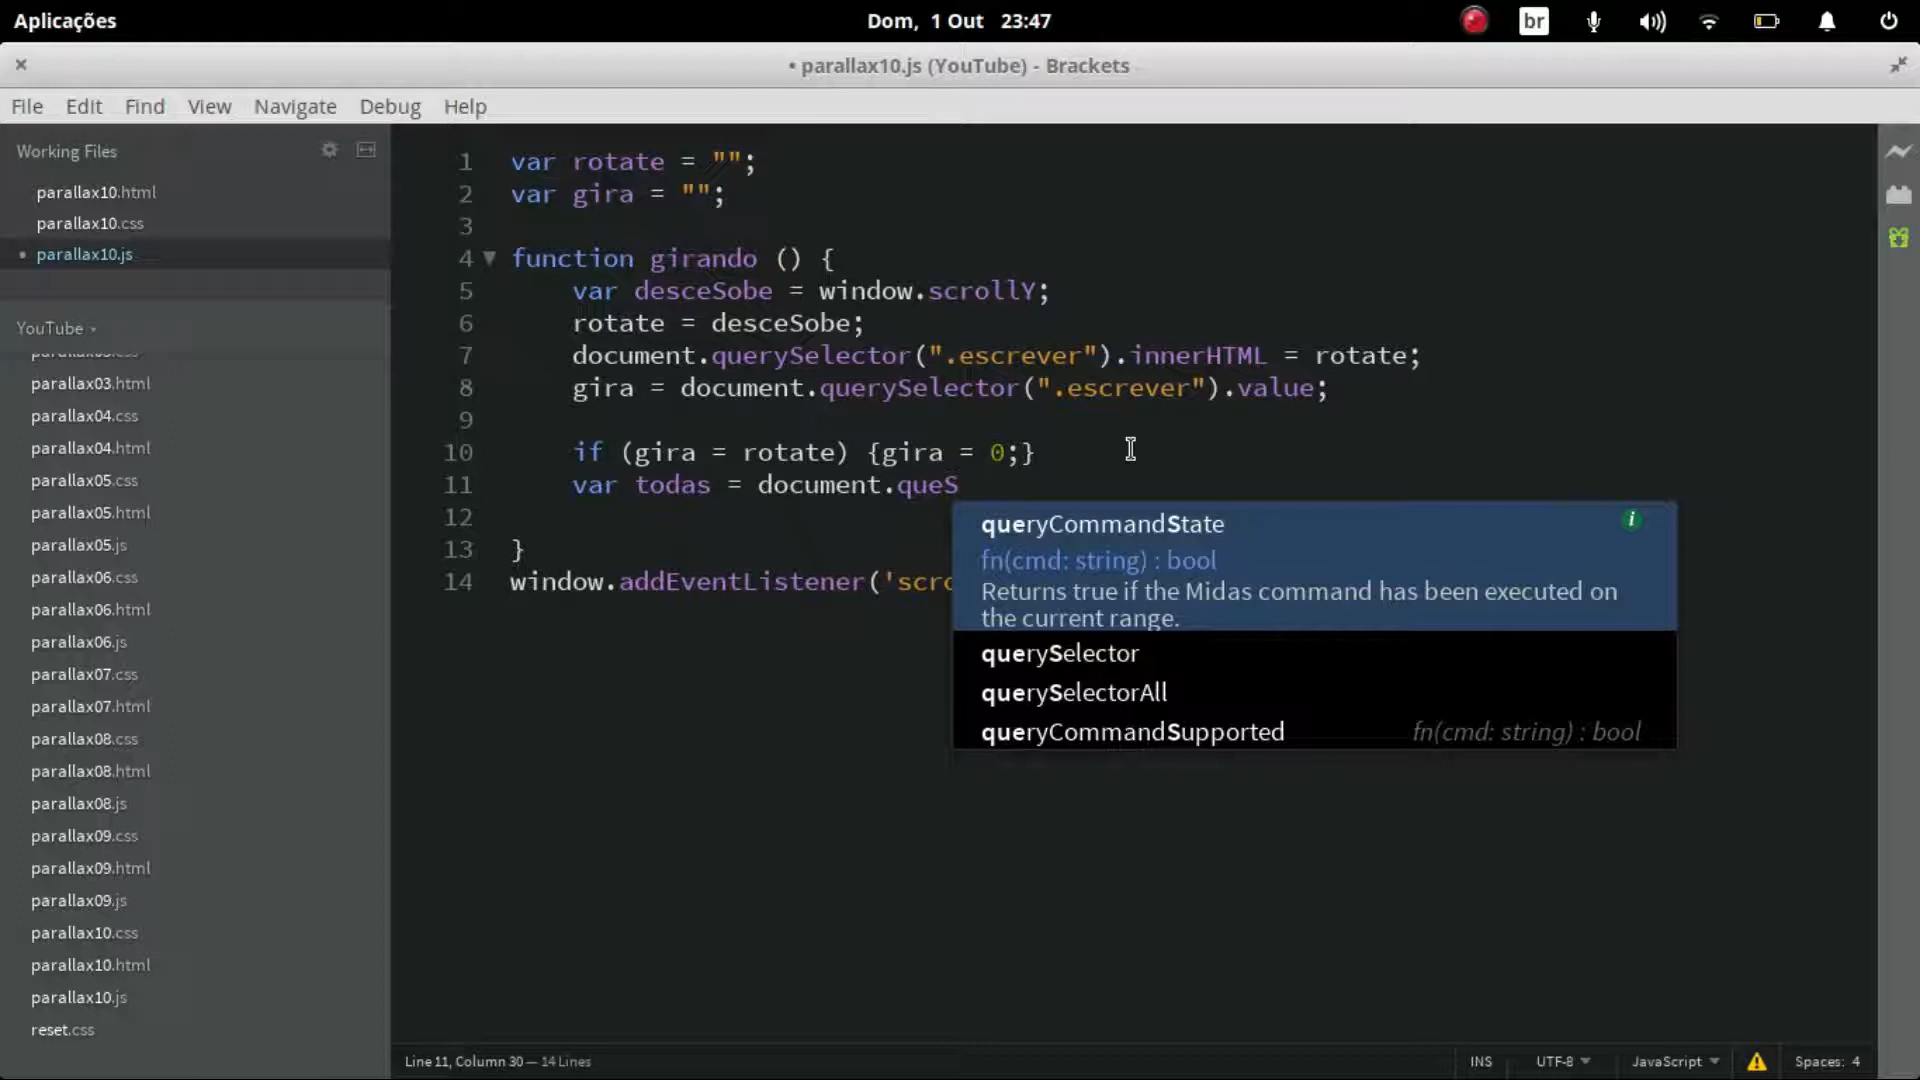 Aplicações
Dom, 1 Out 23:47
br
• parallax10.js (YouTube) - Brackets
File Edit Find View Navigate Debug Help
Working Files
parallax10.html
parallax10.css
• parallax10.js
YouTube
parallax03.html
parallax04.css
parallax04.html
parallax05.css
parallax05.html
parallax05.js
parallax06.css
parallax06.html
parallax06.js
parallax07.css
parallax07.html
parallax08.css
parallax08.html
parallax08.js
parallax09.css
parallax09.html
parallax09.js
parallax10.css
parallax10.html
parallax10.js
reset.css
1 var rotate = "";
2 var gira = "";
3
4 function girando () {
5 var desceSobe = window.scrollY;
6 rotate = desceSobe;
7 document.querySelector(".escrever").innerHTML = rotate;
8 gira = document.querySelector(".escrever").value;
9
10 if (gira = rotate) {gira = 0;}
11 var todas = document.queS
12
13 }
14 window.addEventListener('scro
queryCommandState
fn(cmd: string) : bool
Returns true if the Midas command has been executed on
the current range.
querySelector
querySelectorAll
queryCommandSupported fn(cmd: string) : bool
Line 11, Column 30 — 14 Lines
INS UTF-8 JavaScript Spaces: 4